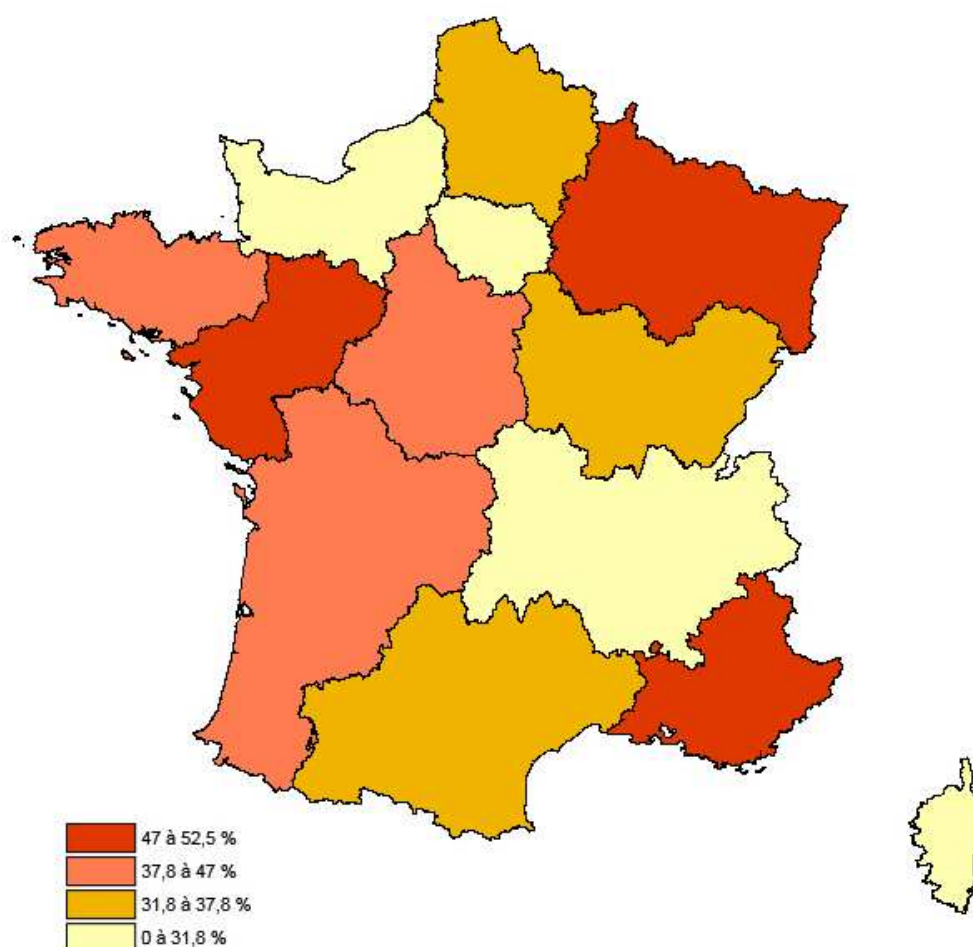 47 à 52,5 %
37,8 à 47 %
31,8 à 37,8 %
0 à 31,8 %